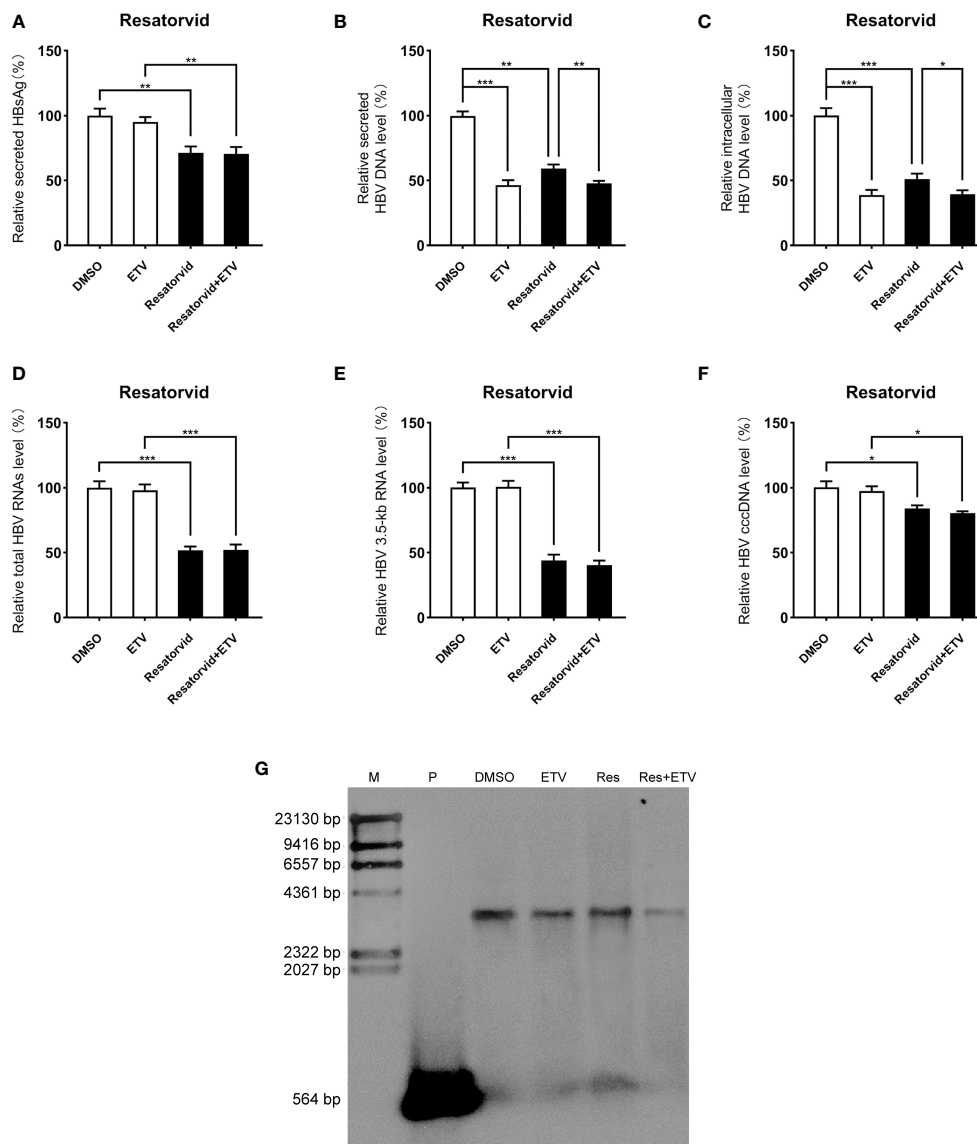 A
Resatorvid
Relative secreted HBsAg (%)
150
100
50
0
**
**
DMSO
ETV
Resatorvid
Resatorvid+ETV
B
Resatorvid
Relative secreted
HBV DNA level (%)
150
100
50
0
**
**
***
DMSO
ETV
Resatorvid
Resatorvid+ETV
C
Resatorvid
Relative intracellular
HBV DNA level (%)
150
100
50
0
***
*
***
DMSO
ETV
Resatorvid
Resatorvid+ETV
D
Resatorvid
Relative total HBV RNAs level (%)
150
100
50
0
***
***
DMSO
ETV
Resatorvid
Resatorvid+ETV
E
Resatorvid
Relative HBV 3.5-kb RNA level (%)
150
100
50
0
***
***
DMSO
ETV
Resatorvid
Resatorvid+ETV
F
Resatorvid
Relative HBV cccDNA level (%)
150
100
50
0
*
*
DMSO
ETV
Resatorvid
Resatorvid+ETV
G
M P DMSO ETV Res Res+ETV
23130 bp
9416 bp
6557 bp
4361 bp
2322 bp
2027 bp
564 bp